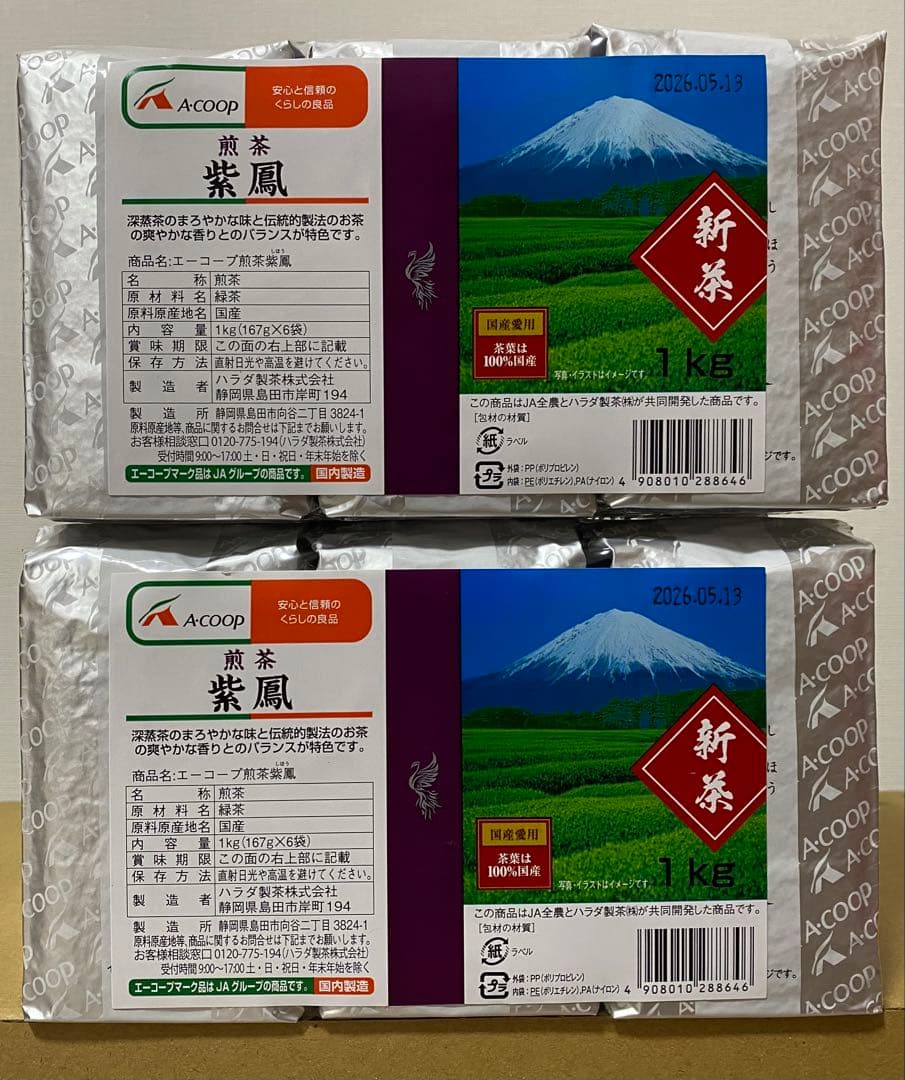 A·COOP
安心と信頼の
くらしの良品
煎茶
紫鳳
深蒸茶のまろやかな味と伝統的製法のお茶
の爽やかな香りとのバランスが特色です。
しほう
商品名:エーコープ煎茶紫鳳
名称 煎茶
原材料名 緑茶
原料原産地名 国産
内容量 1kg(167g×6袋)
賞味期限 この面の右上部に記載
保存方法 直射日光や高温を避けてください。
製造者 ハラダ製茶株式会社
静岡県島田市岸町194
製造所 静岡県島田市向谷二丁目3824-1
原料原産地等、商品に関するお問合せは下記までお願いします。
お客様相談窓口 0120-775-194(ハラダ製茶株式会社)
受付時間 9:00〜17:00 土・日・祝日・年末年始を除く
エーコープマーク品はJAグループの商品です。 国内製造
2026.05.13
新茶
国産愛用
茶葉は
100%国産
写真・イラストはイメージです。
1kg
この商品はJA全農とハラダ製茶㈱が共同開発した商品です。
[包材の材質]
紙 ラベル
プラ 外袋:PP(ポリプロピレン)
内袋:PE(ポリエチレン),PA(ナイロン)
4 908010 288646
しほう
ジです。
A·COOP
A·COOP
A·COOP
A·COOP
安心と信頼の
くらしの良品
煎茶
紫鳳
深蒸茶のまろやかな味と伝統的製法のお茶
の爽やかな香りとのバランスが特色です。
しほう
商品名:エーコープ煎茶紫鳳
名称 煎茶
原材料名 緑茶
原料原産地名 国産
内容量 1kg(167g×6袋)
賞味期限 この面の右上部に記載
保存方法 直射日光や高温を避けてください。
製造者 ハラダ製茶株式会社
静岡県島田市岸町194
製造所 静岡県島田市向谷二丁目3824-1
原料原産地等、商品に関するお問合せは下記までお願いします。
お客様相談窓口 0120-775-194(ハラダ製茶株式会社)
受付時間 9:00〜17:00 土・日・祝日・年末年始を除く
エーコープマーク品はJAグループの商品です。 国内製造
2026.05.13
新茶
国産愛用
茶葉は
100%国産
写真・イラストはイメージです。
1kg
この商品はJA全農とハラダ製茶㈱が共同開発した商品です。
[包材の材質]
紙 ラベル
プラ 外袋:PP(ポリプロピレン)
内袋:PE(ポリエチレン),PA(ナイロン)
4 908010 288646
しほう
ジです。
A·COOP
A·COOP
A·COOP